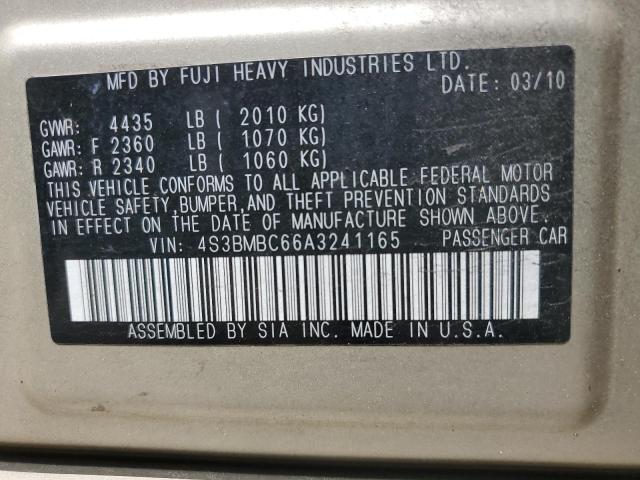 MFD BY FUJI HEAVY INDUSTRIES LTD.
DATE: 03/10
GVWR: 4435 LB ( 2010 KG)
GAWR: F 2360 LB ( 1070 KG)
GAWR: R 2340 LB ( 1060 KG)
THIS VEHICLE CONFORMS TO ALL APPLICABLE FEDERAL MOTOR
VEHICLE SAFETY,BUMPER,AND THEFT PREVENTION STANDARDS
IN EFFECT ON THE DATE OF MANUFACTURE SHOWN ABOVE.
VIN: 4S3BMBC66A3241165 PASSENGER CAR
ASSEMBLED BY SIA INC. MADE IN U.S.A.